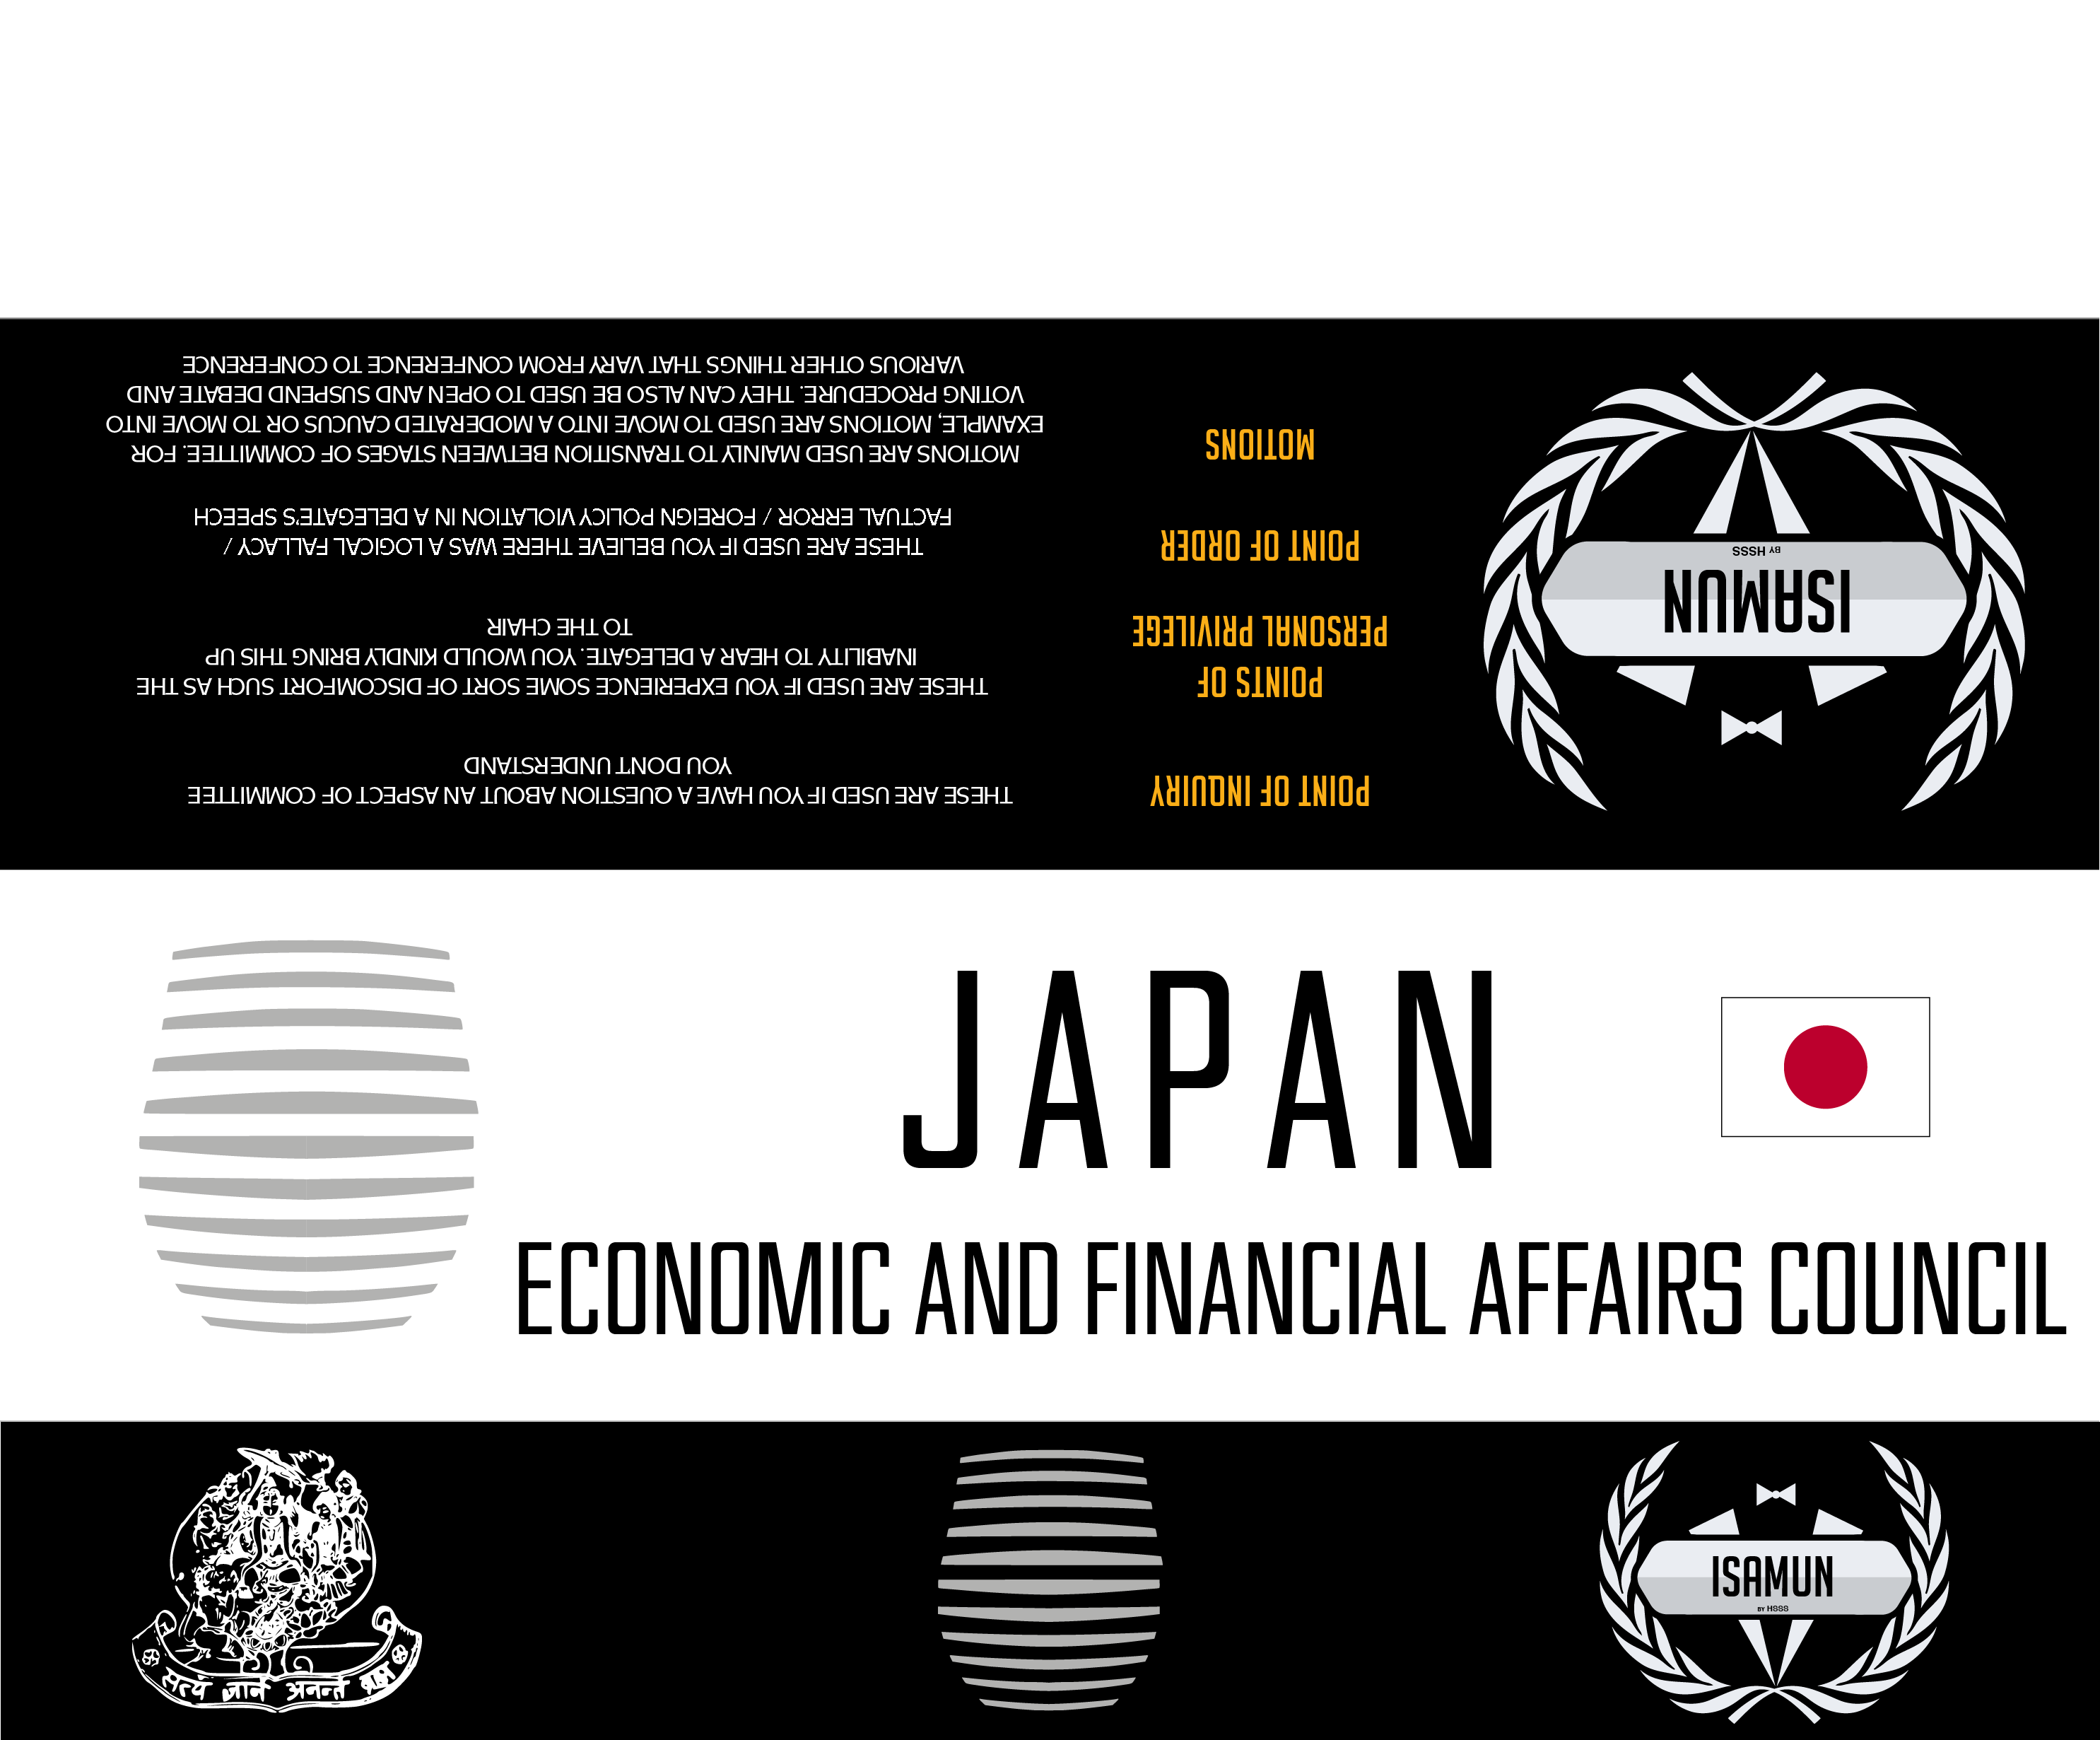 ISAMUN
BY HSSS
POINT OF INQUIRY
THESE ARE USED IF YOU HAVE A QUESTION ABOUT AN ASPECT OF COMMITTEE
YOU DON'T UNDERSTAND
POINTS OF
PERSONAL PRIVILEGE
THESE ARE USED IF YOU EXPERIENCE SOME SORT OF DISCOMFORT SUCH AS THE
INABILITY TO HEAR A DELEGATE. YOU WOULD KINDLY BRING THIS UP
TO THE CHAIR
POINT OF ORDER
THESE ARE USED IF YOU BELIEVE THERE WAS A LOGICAL FALLACY /
FACTUAL ERROR / FOREIGN POLICY VIOLATION IN A DELEGATE'S SPEECH
MOTIONS
MOTIONS ARE USED MAINLY TO TRANSITION BETWEEN STAGES OF COMMITTEE. FOR
EXAMPLE, MOTIONS ARE USED TO MOVE INTO A MODERATED CAUCUS OR TO MOVE INTO
VOTING PROCEDURE. THEY CAN ALSO BE USED TO OPEN AND SUSPEND DEBATE AND
VARIOUS OTHER THINGS THAT VARY FROM CONFERENCE TO CONFERENCE
JAPAN
ECONOMIC AND FINANCIAL AFFAIRS COUNCIL
सत्यं ज्ञानं अनन्तं ब्रह्म
ISAMUN
BY HSSS